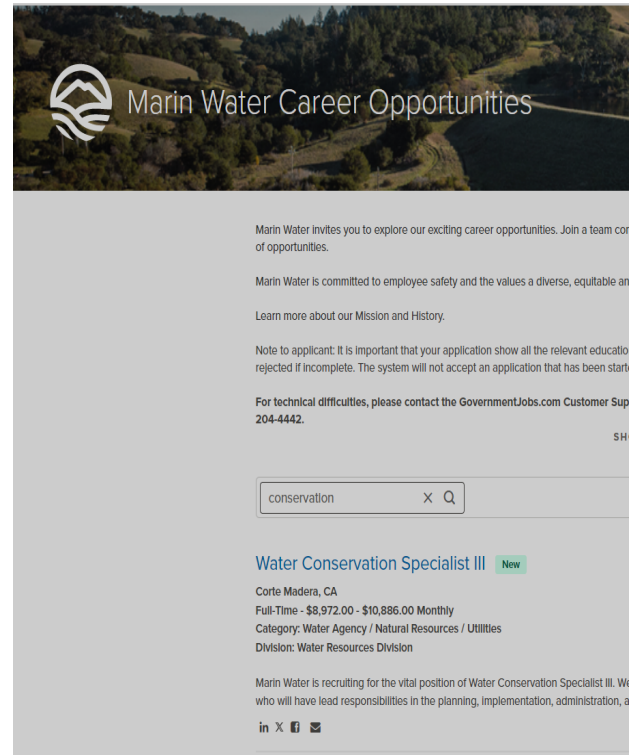 Marin Water Career Opportunities
Marin Water invites you to explore our exciting career opportunities. Join a team
of opportunities.
Marin Water is committed to employee safety and the values a diverse, equitable
Learn more about our Mission and History.
Note to applicant: It is important that your application show all the relevant
rejected if incomplete. The system will not accept an application that has been
For technical difficulties, please contact the GovernmentJobs.com Customer
204-4442.
conservation
Water Conservation Specialist III New
Corte Madera, CA
Full-Time - $8,972.00 - $10,886.00 Monthly
Category: Water Agency / Natural Resources / Utilities
Division: Water Resources Division
Marin Water is recruiting for the vital position of Water Conservation Specialist III. We
who will have lead responsibilities in the planning, implementation, administration,